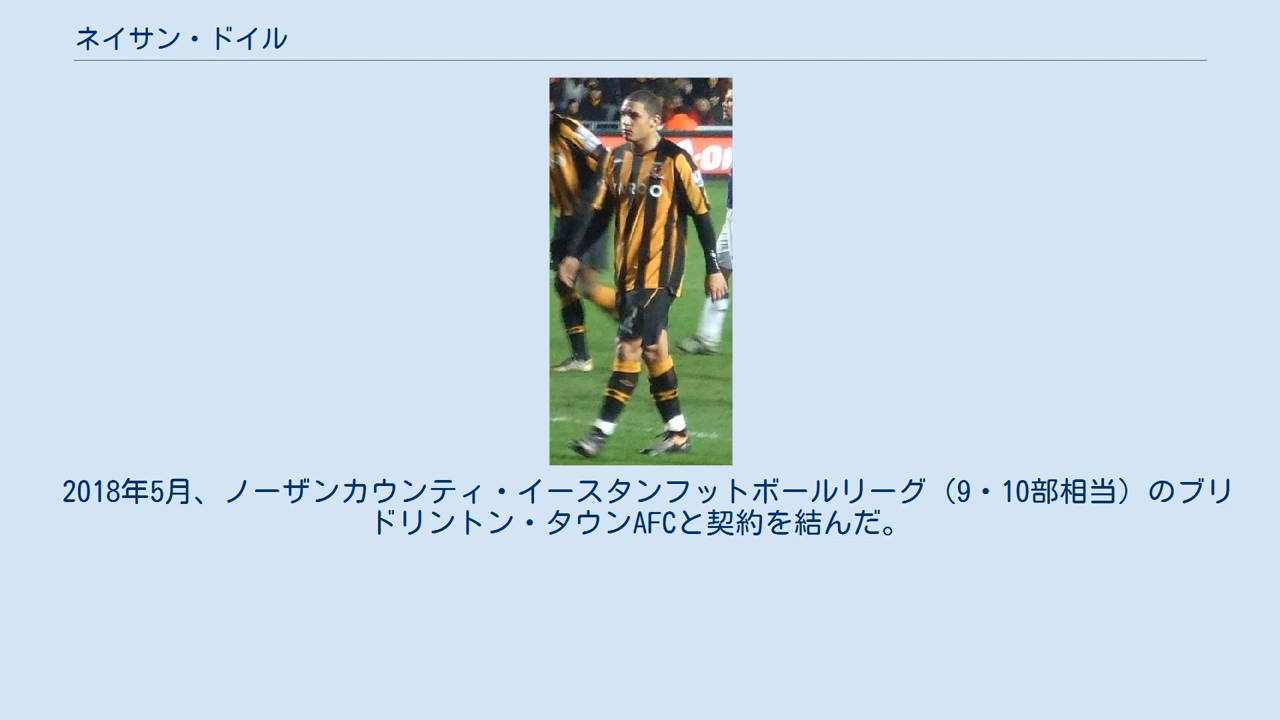 ネイサン・ドイル
2018年5月、ノーザンカウンティ・イースタンフットボールリーグ（9・10部相当）のブリ
ドリントン・タウンAFCと契約を結んだ。